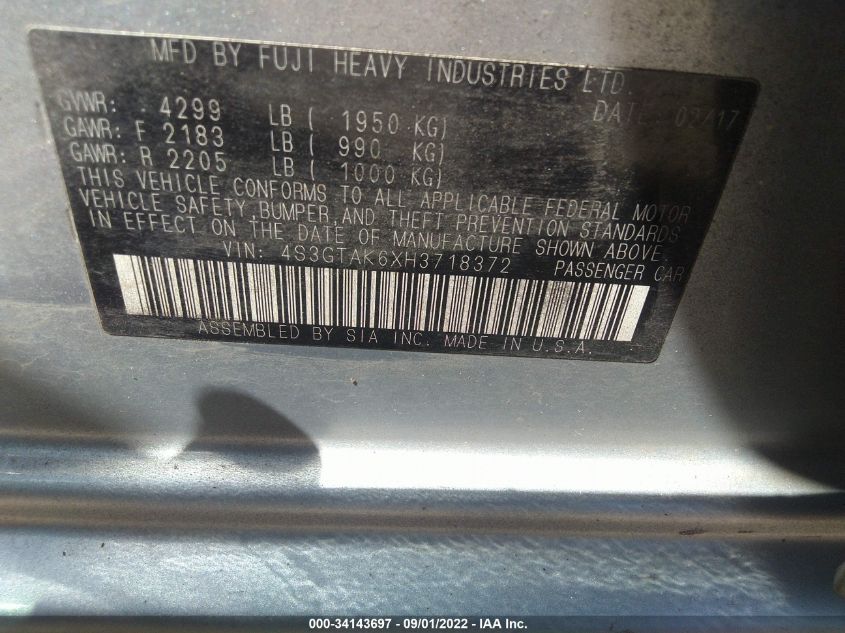 MFD BY FUJI HEAVY INDUSTRIES LTD.
DATE: 02/17
GVWR: 4299 LB ( 1950 KG)
GAWR: F 2183 LB ( 990 KG)
GAWR: R 2205 LB ( 1000 KG)
THIS VEHICLE CONFORMS TO ALL APPLICABLE FEDERAL MOTOR
VEHICLE SAFETY,BUMPER,AND THEFT PREVENTION STANDARDS
IN EFFECT ON THE DATE OF MANUFACTURE SHOWN ABOVE.
VIN: 4S3GTAK6XH3718372 PASSENGER CAR
ASSEMBLED BY SIA INC. MADE IN U.S.A.
000-34143697 - 09/01/2022 - IAA Inc.